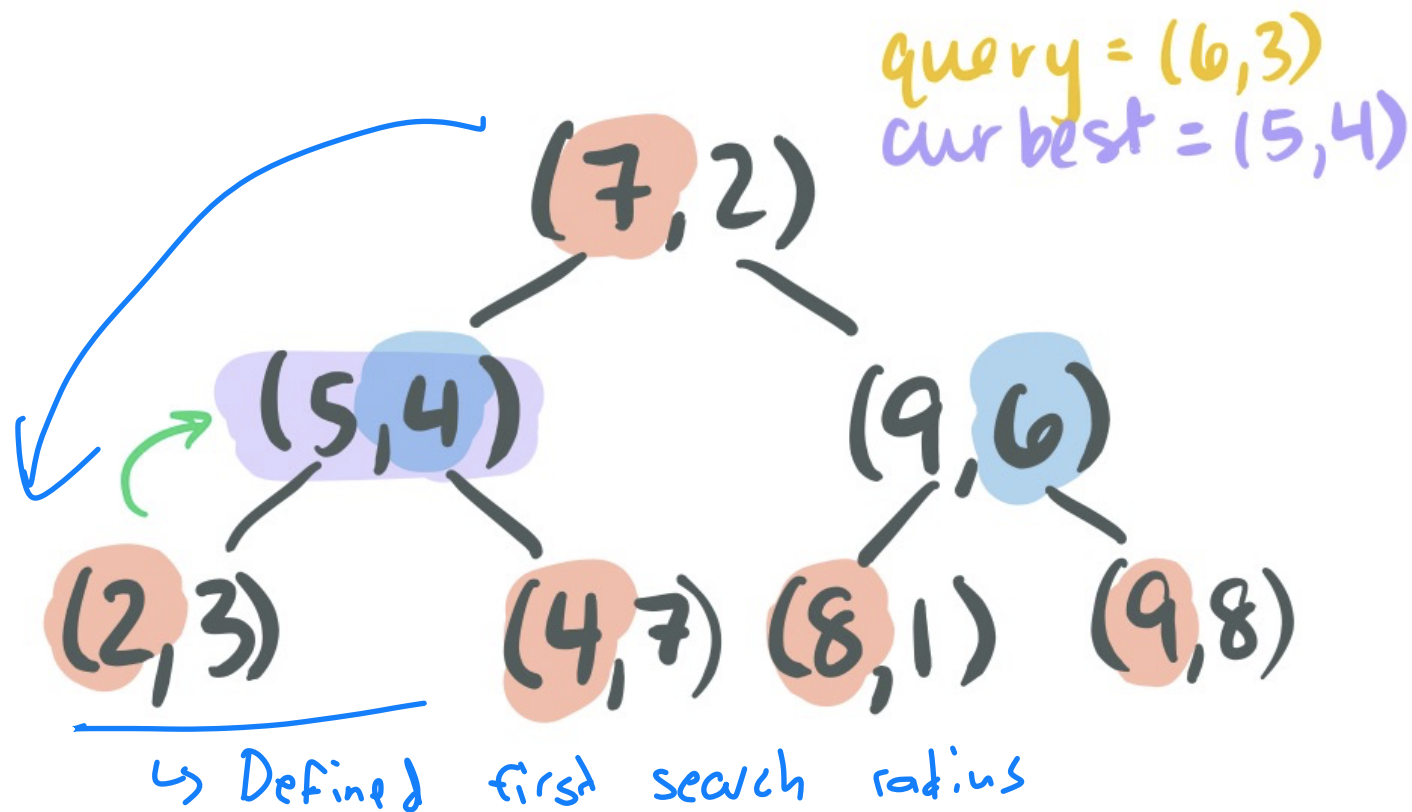 query = (6,3)
cur best = (5,4)
(7,2)
(5,4)
(9,6)
(2,3)
(4,7)
(8,1)
(9,8)
↳ Defined first search radius